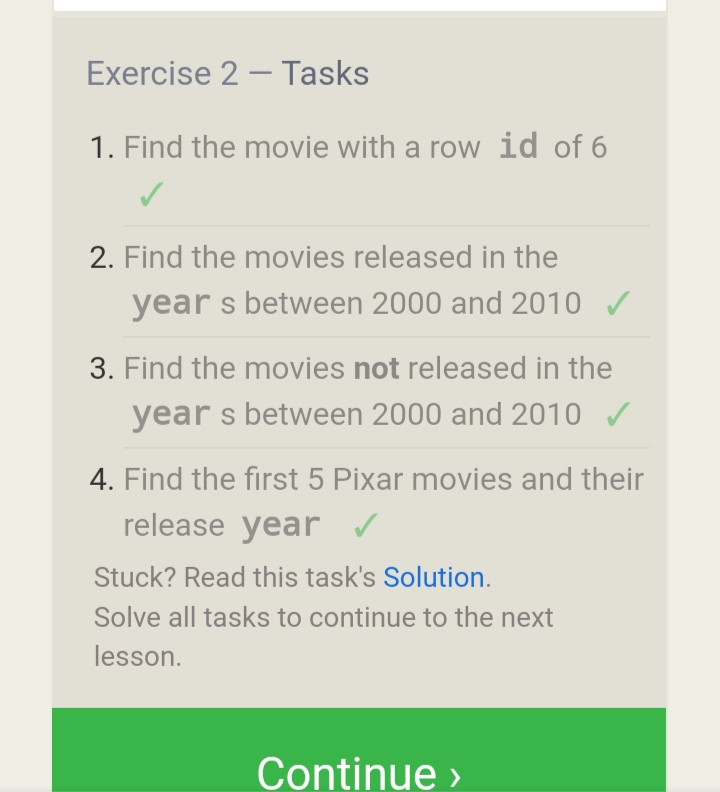 Exercise 2 — Tasks
1. Find the movie with a row id of 6
✓
2. Find the movies released in the
year s between 2000 and 2010 ✓
3. Find the movies not released in the
year s between 2000 and 2010 ✓
4. Find the first 5 Pixar movies and their
release year ✓
Stuck? Read this task's Solution.
Solve all tasks to continue to the next
lesson.
Continue ›